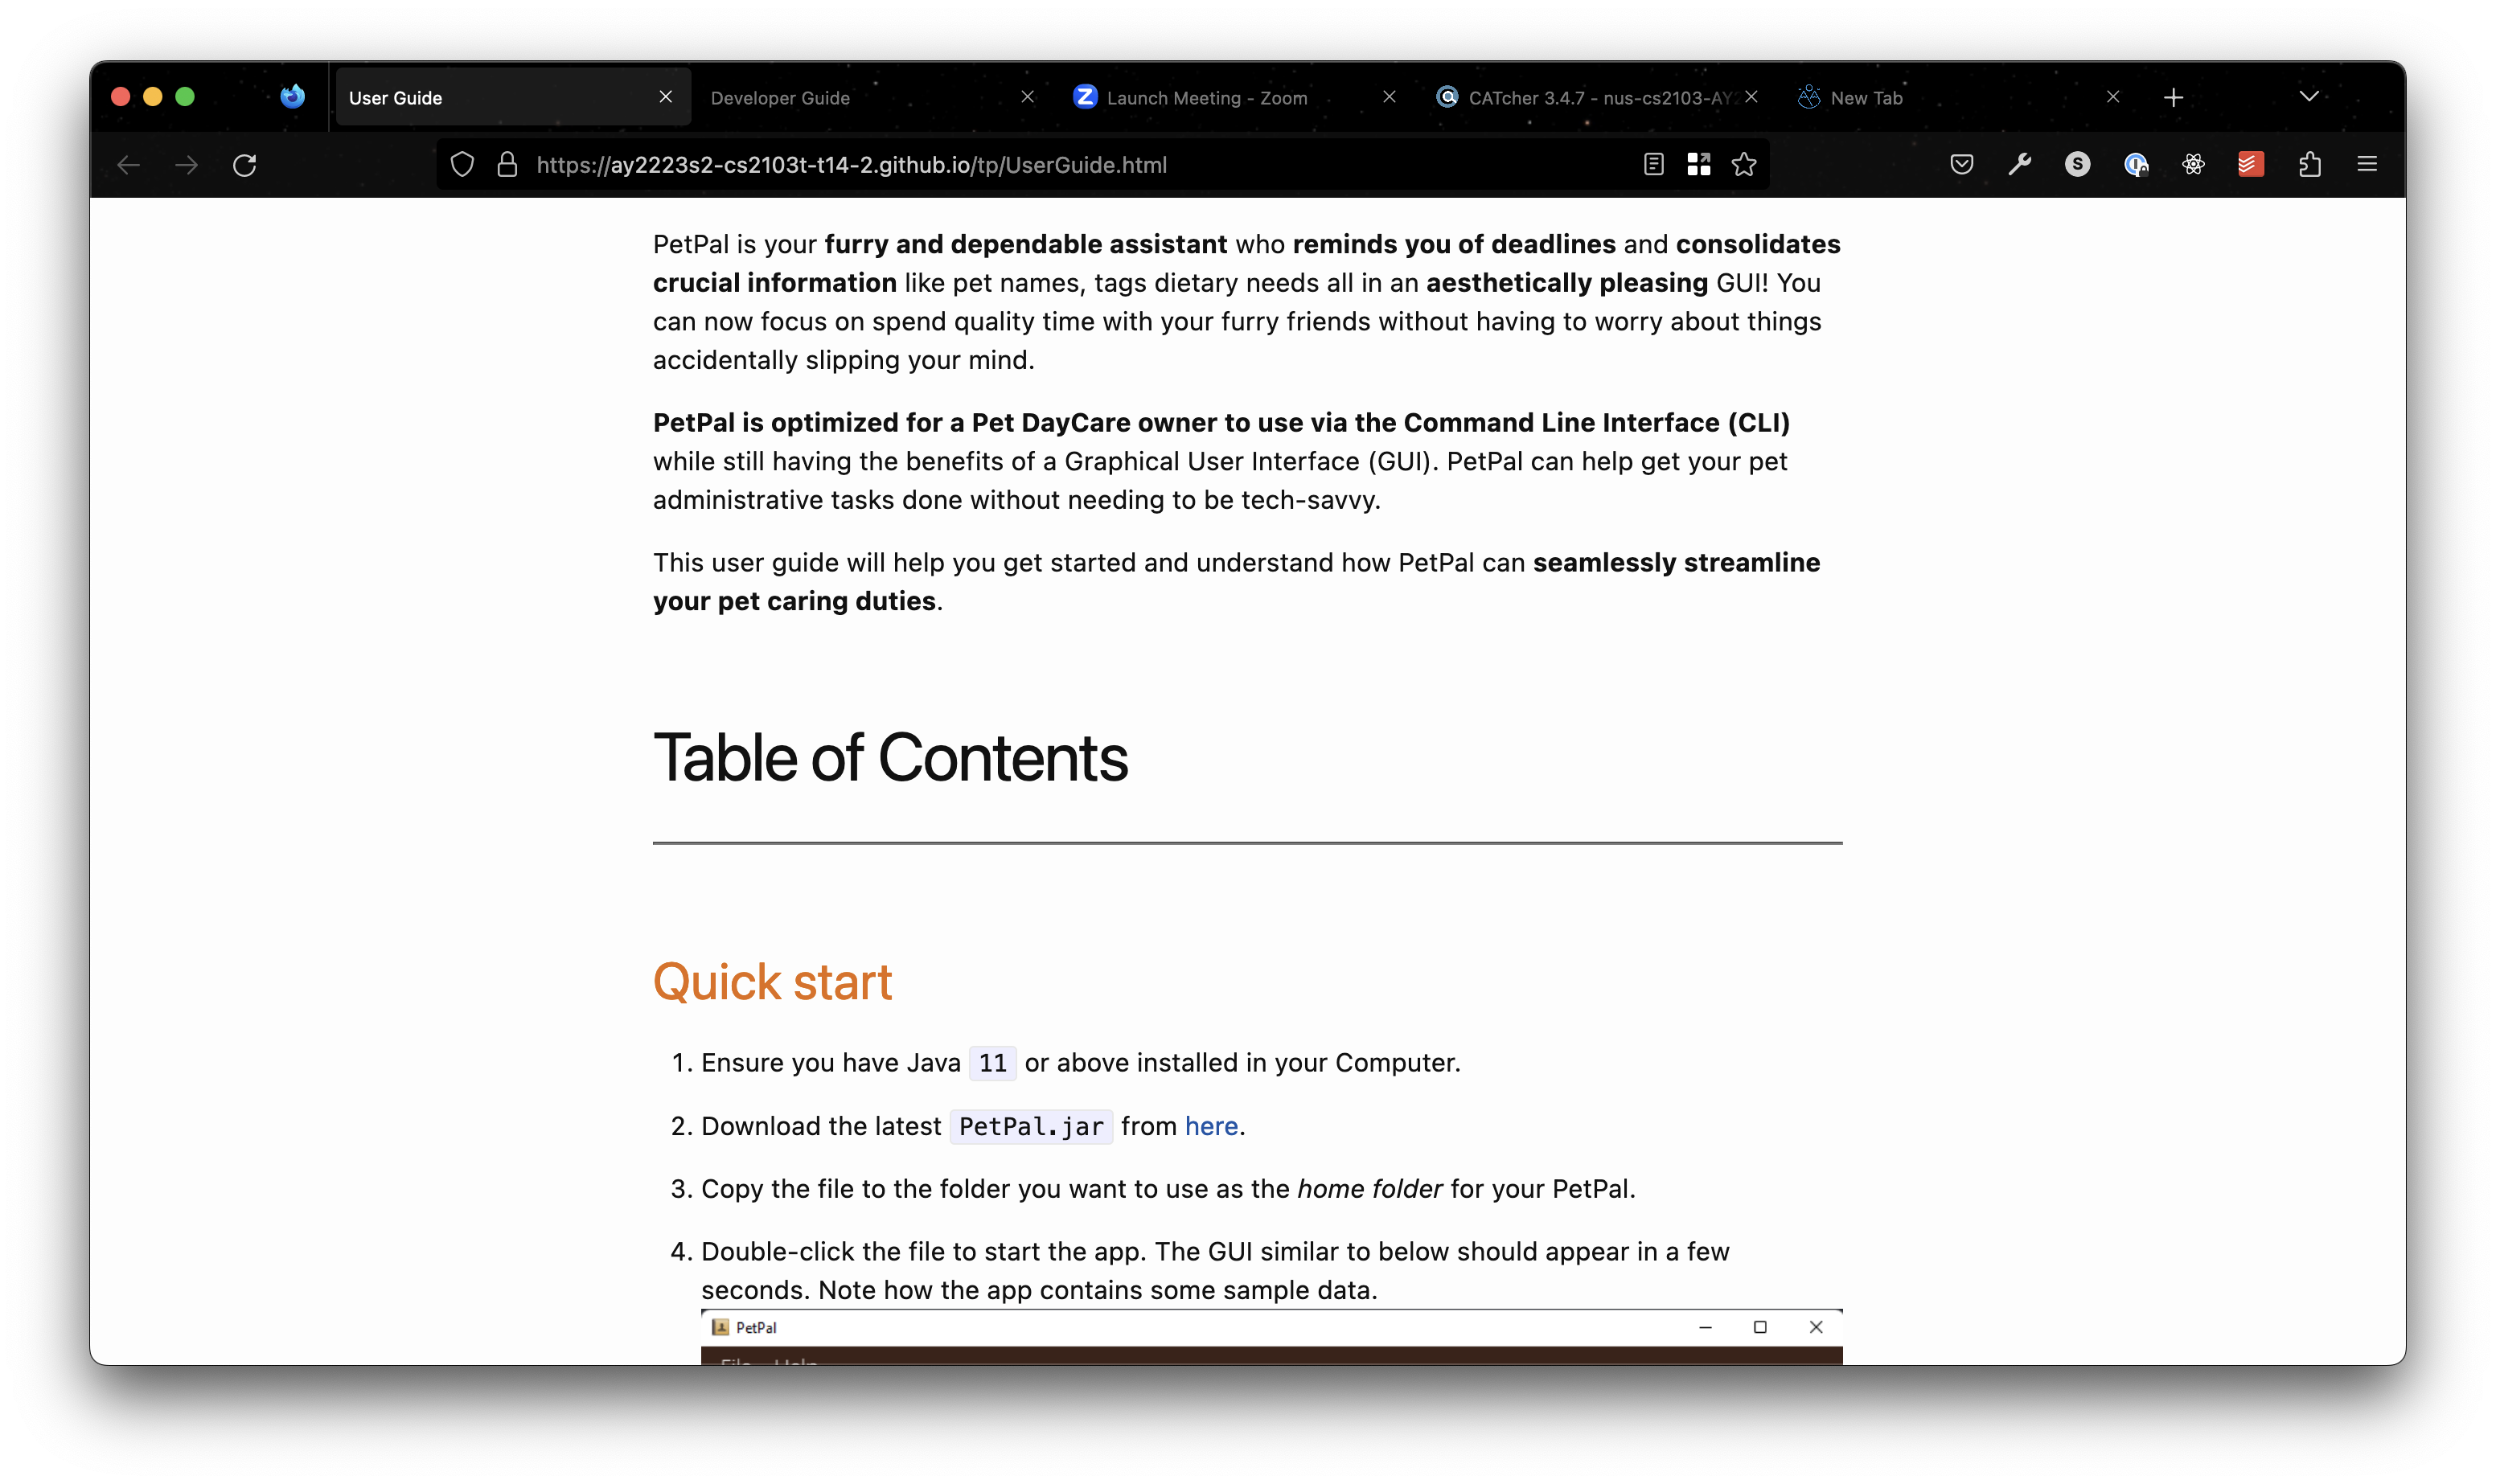 User Guide
Developer Guide
Launch Meeting - Zoom
CATcher 3.4.7 - nus-cs2103-AY
New Tab
https://ay2223s2-cs2103t-t14-2.github.io/tp/UserGuide.html
S
PetPal is your furry and dependable assistant who reminds you of deadlines and consolidates
crucial information like pet names, tags dietary needs all in an aesthetically pleasing GUI! You
can now focus on spend quality time with your furry friends without having to worry about things
accidentally slipping your mind.
PetPal is optimized for a Pet DayCare owner to use via the Command Line Interface (CLI)
while still having the benefits of a Graphical User Interface (GUI). PetPal can help get your pet
administrative tasks done without needing to be tech-savvy.
This user guide will help you get started and understand how PetPal can seamlessly streamline
your pet caring duties.
Table of Contents
Quick start
1. Ensure you have Java 11 or above installed in your Computer.
2. Download the latest PetPal.jar from here.
3. Copy the file to the folder you want to use as the home folder for your PetPal.
4. Double-click the file to start the app. The GUI similar to below should appear in a few
seconds. Note how the app contains some sample data.
PetPal
File Help